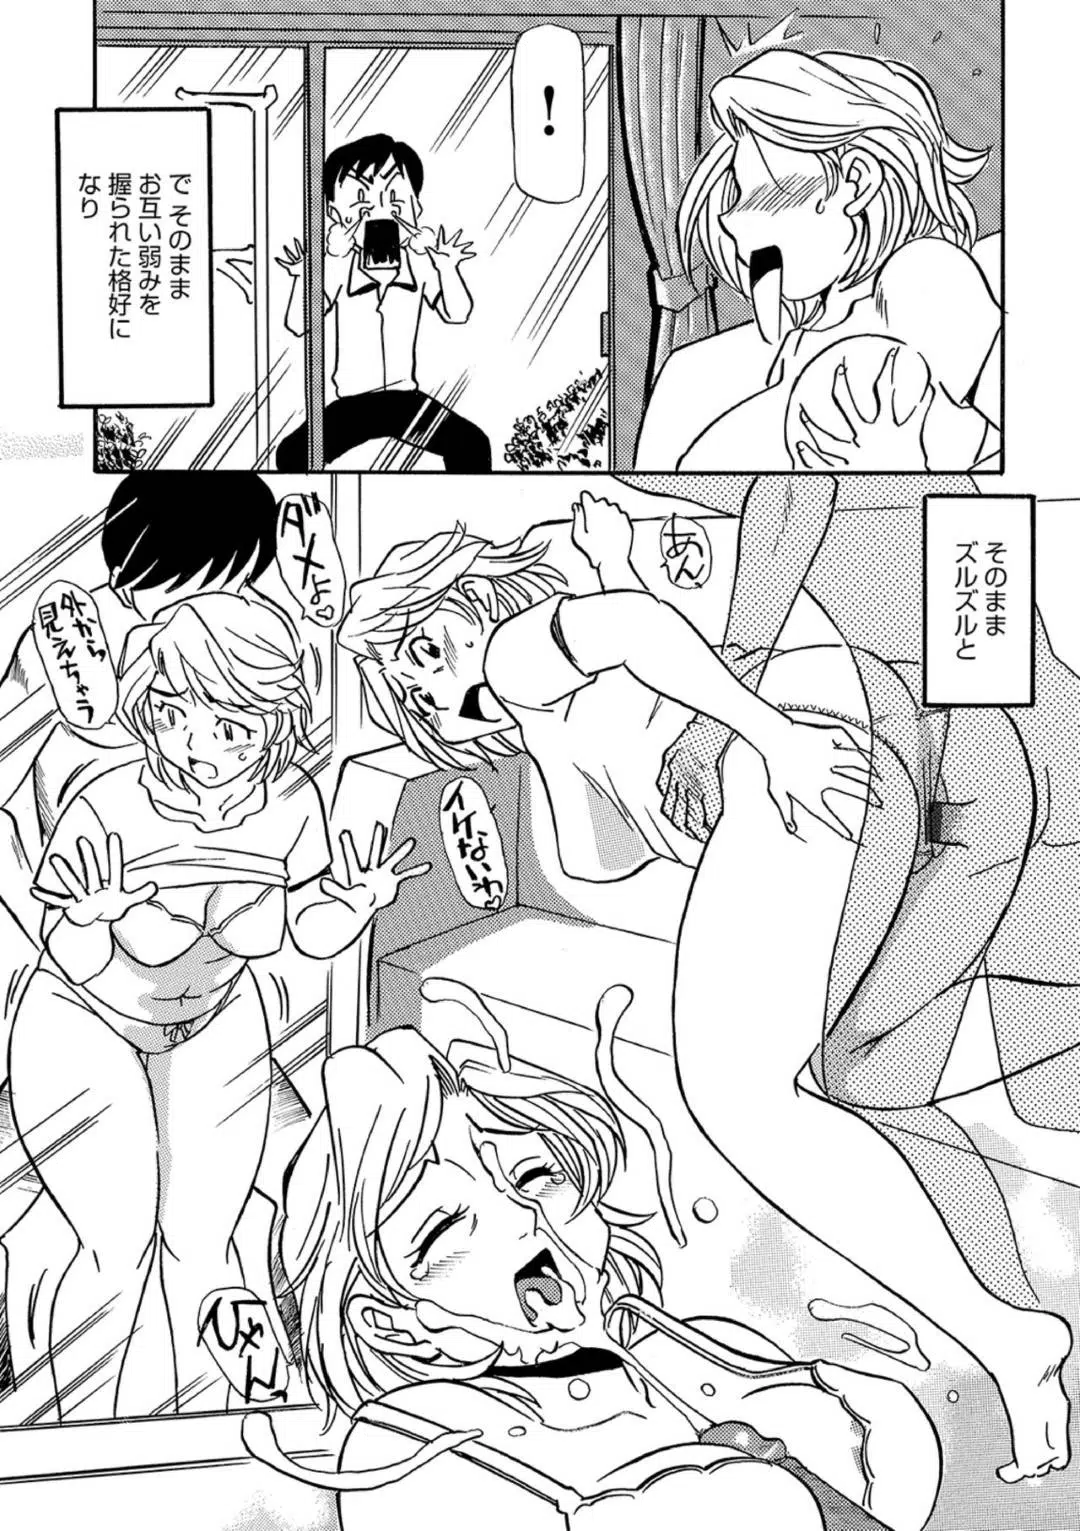 ！
で そのまま
お互い弱みを
握られた格好に
なり
そのまま
ズルズルと
あん
ダメよ♡
イケないわ♡
外から
見えちゃう
ひゃん